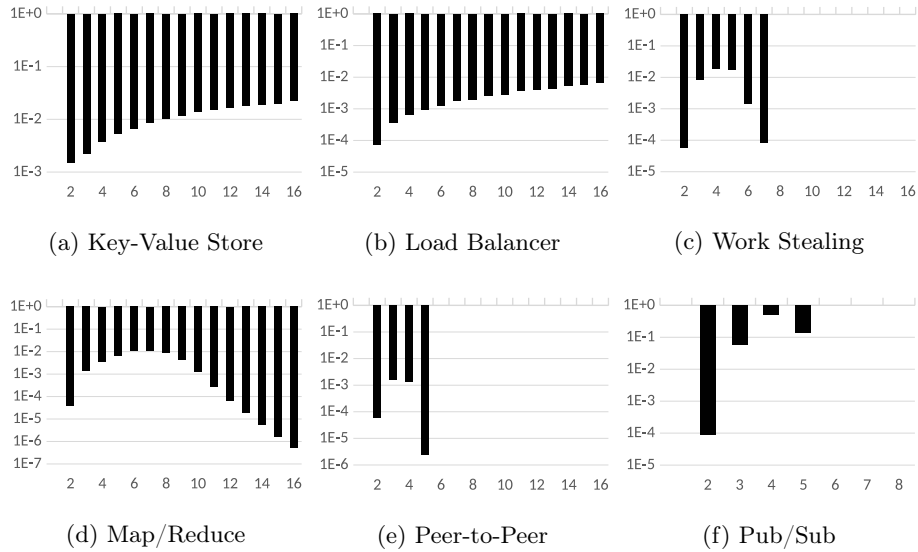 1E+0
1E-1
1E-2
1E-3
2 4 6 8 10 12 14 16
(a) Key-Value Store
1E+0
1E-1
1E-2
1E-3
1E-4
1E-5
2 4 6 8 10 12 14 16
(b) Load Balancer
1E+0
1E-1
1E-2
1E-3
1E-4
1E-5
2 4 6 8 10 12 14 16
(c) Work Stealing
1E+0
1E-1
1E-2
1E-3
1E-4
1E-5
1E-6
1E-7
2 4 6 8 10 12 14 16
(d) Map/Reduce
1E+0
1E-1
1E-2
1E-3
1E-4
1E-5
1E-6
2 4 6 8 10 12 14 16
(e) Peer-to-Peer
1E+0
1E-1
1E-2
1E-3
1E-4
1E-5
2 3 4 5 6 7 8
(f) Pub/Sub